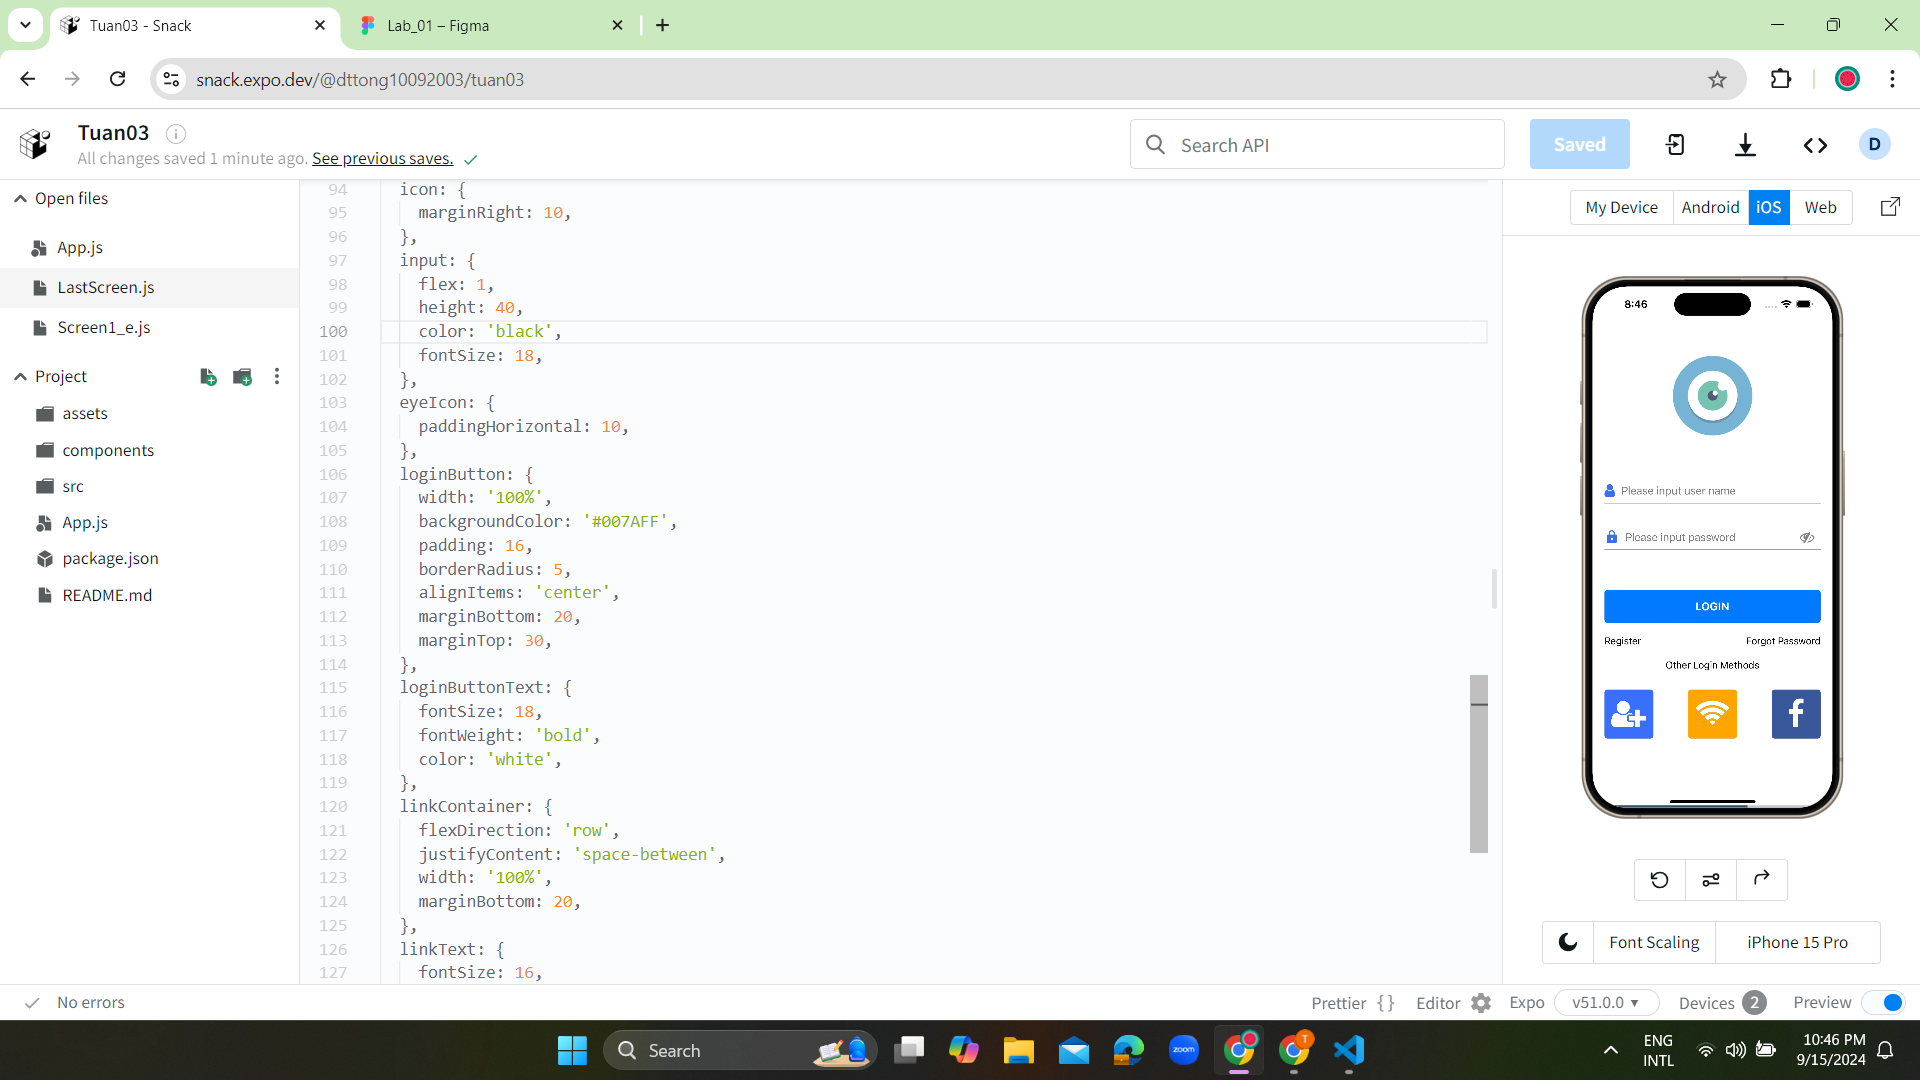 Tuan03 - Snack
Lab_01 – Figma
snack.expo.dev/@dttong10092003/tuan03
Tuan03
All changes saved 1 minute ago. See previous saves.
Search API
Saved
D
Open files
App.js
LastScreen.js
Screen1_e.js
Project
assets
components
src
App.js
package.json
README.md
94 icon: {
95 marginRight: 10,
96 },
97 input: {
98 flex: 1,
99 height: 40,
100 color: 'black',
101 fontSize: 18,
102 },
103 eyeIcon: {
104 paddingHorizontal: 10,
105 },
106 loginButton: {
107 width: '100%',
108 backgroundColor: '#007AFF',
109 padding: 16,
110 borderRadius: 5,
111 alignItems: 'center',
112 marginBottom: 20,
113 marginTop: 30,
114 },
115 loginButtonText: {
116 fontSize: 18,
117 fontWeight: 'bold',
118 color: 'white',
119 },
120 linkContainer: {
121 flexDirection: 'row',
122 justifyContent: 'space-between',
123 width: '100%',
124 marginBottom: 20,
125 },
126 linkText: {
127 fontSize: 16,
My Device Android iOS Web
8:46
Please input user name
Please input password
LOGIN
Register Forgot Password
Other Login Methods
f
Font Scaling iPhone 15 Pro
No errors
Prettier { } Editor Expo v51.0.0 Devices 2 Preview
Search
zoom
T
ENG
INTL
10:46 PM
9/15/2024